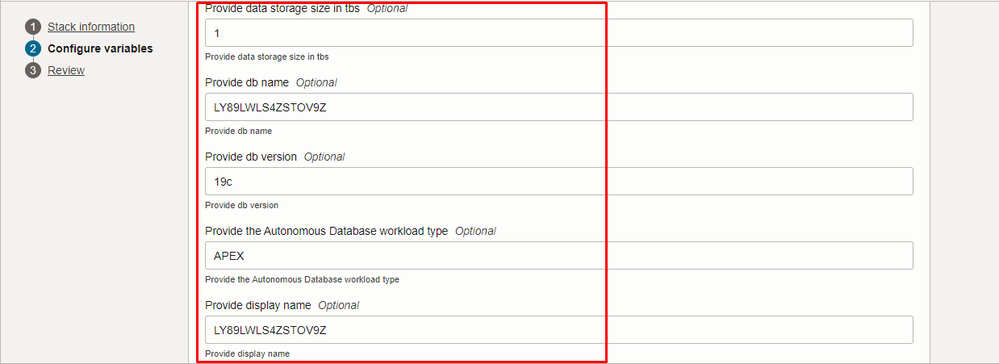 1 Stack information
2 Configure variables
3 Review
Provide data storage size in tbs Optional
1
Provide data storage size in tbs
Provide db name Optional
LY89LWLS4ZSTOV9Z
Provide db name
Provide db version Optional
19c
Provide db version
Provide the Autonomous Database workload type Optional
APEX
Provide the Autonomous Database workload type
Provide display name Optional
LY89LWLS4ZSTOV9Z
Provide display name